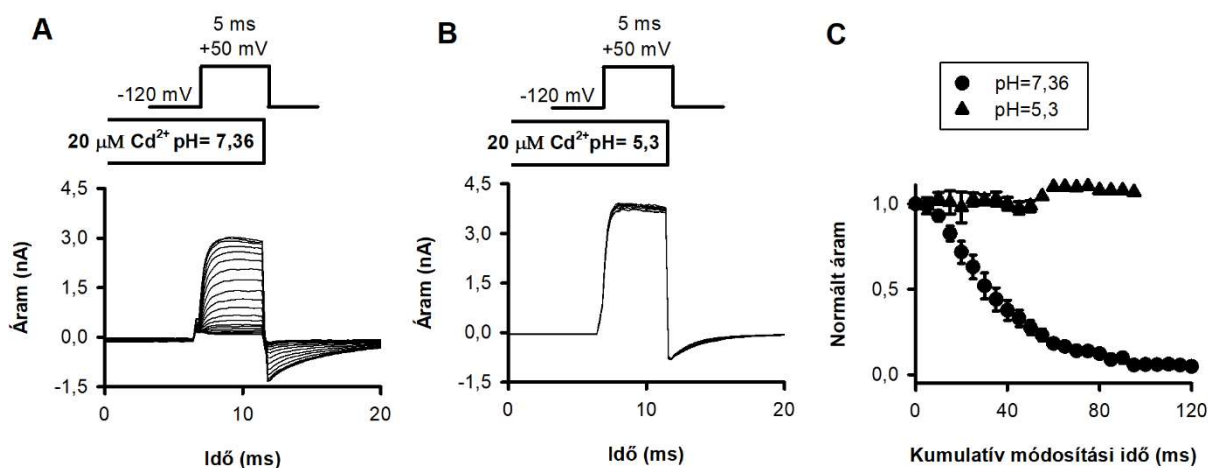 A
5 ms
+50 mV
-120 mV
20 µM Cd²⁺ pH= 7,36
4,5
3,0
1,5
0,0
-1,5
Áram (nA)
0
10
20
Idő (ms)
B
5 ms
+50 mV
-120 mV
20 µM Cd²⁺pH= 5,3
4,5
3,0
1,5
0,0
-1,5
Áram (nA)
0
10
20
Idő (ms)
C
pH=7,36
pH=5,3
1,0
0,5
0,0
Normált áram
0
40
80
120
Kumulatív módosítási idő (ms)